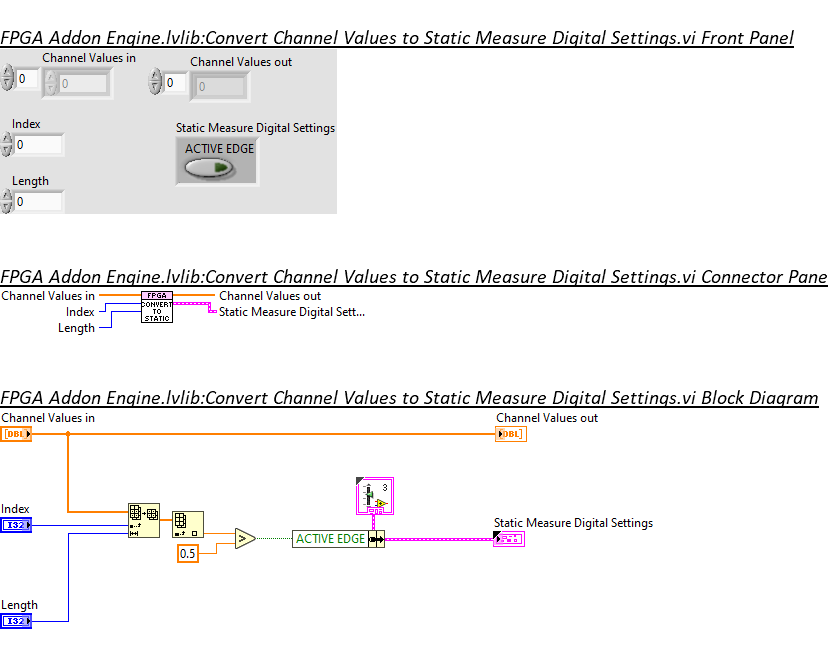 FPGA Addon Engine.lvlib:Convert Channel Values to Static Measure Digital Settings.vi Front Panel
Channel Values in
Channel Values out
0
0
0
0
Index
0
Static Measure Digital Settings
ACTIVE EDGE
Length
0
FPGA Addon Engine.lvlib:Convert Channel Values to Static Measure Digital Settings.vi Connector Pane
Channel Values in
FPGA
Channel Values out
CONVERT
Index
TO
Static Measure Digital Sett...
STATIC
Length
FPGA Addon Engine.lvlib:Convert Channel Values to Static Measure Digital Settings.vi Block Diagram
Channel Values in
Channel Values out
[DBL]
[DBL]
3
Index
I32
Static Measure Digital Settings
ACTIVE EDGE
>
0.5
Length
I32